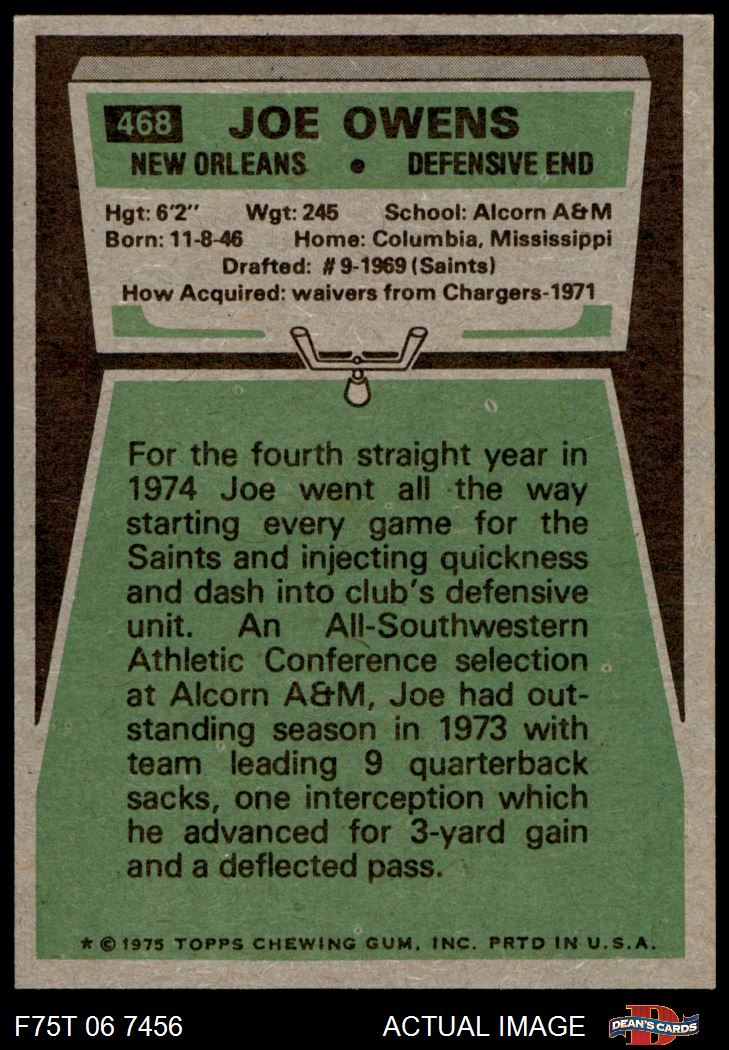 468 JOE OWENS
NEW ORLEANS • DEFENSIVE END
Hgt: 6'2" Wgt: 245 School: Alcorn A&M
Born: 11-8-46 Home: Columbia, Mississippi
Drafted: #9-1969 (Saints)
How Acquired: waivers from Chargers-1971
For the fourth straight year in
1974 Joe went all the way
starting every game for the
Saints and injecting quickness
and dash into club's defensive
unit. An All-Southwestern
Athletic Conference selection
at Alcorn A&M, Joe had out-
standing season in 1973 with
team leading 9 quarterback
sacks, one interception which
he advanced for 3-yard gain
and a deflected pass.
* © 1975 TOPPS CHEWING GUM, INC. PRTD IN U.S.A.
F75T 06 7456 ACTUAL IMAGE D DEAN'S CARDS